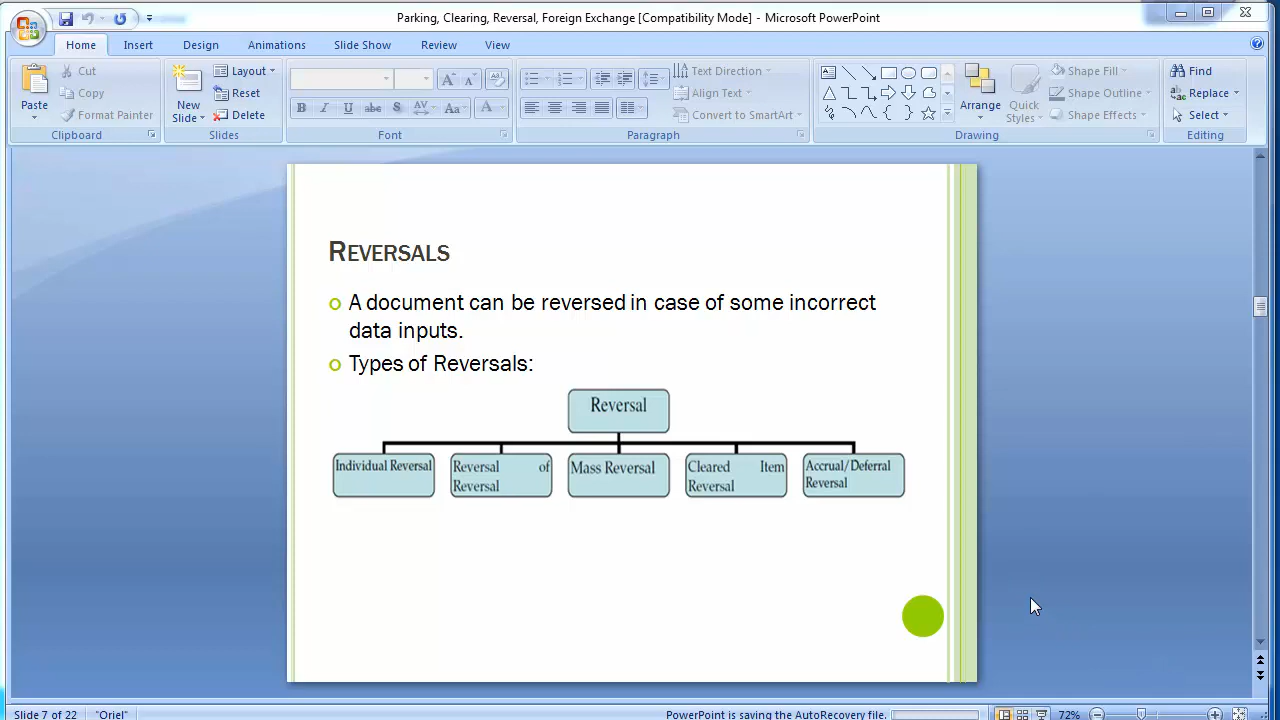 Parking, Clearing, Reversal, Foreign Exchange [Compatibility Mode] - Microsoft PowerPoint
Home Insert Design Animations Slide Show Review View
Paste
Cut
Copy
Format Painter
Clipboard
New
Slide
Layout
Reset
Delete
Slides
B I U abc S AV Aa A
Font
Text Direction
Align Text
Convert to SmartArt
Paragraph
Arrange
Quick
Styles
Shape Fill
Shape Outline
Shape Effects
Drawing
Find
Replace
Select
Editing
REVERSALS
A document can be reversed in case of some incorrect
data inputs.
Types of Reversals:
Reversal
Individual Reversal
Reversal of
Reversal
Mass Reversal
Cleared Item
Reversal
Accrual/Deferral
Reversal
Slide 7 of 22 "Oriel" PowerPoint is saving the AutoRecovery file. 72%